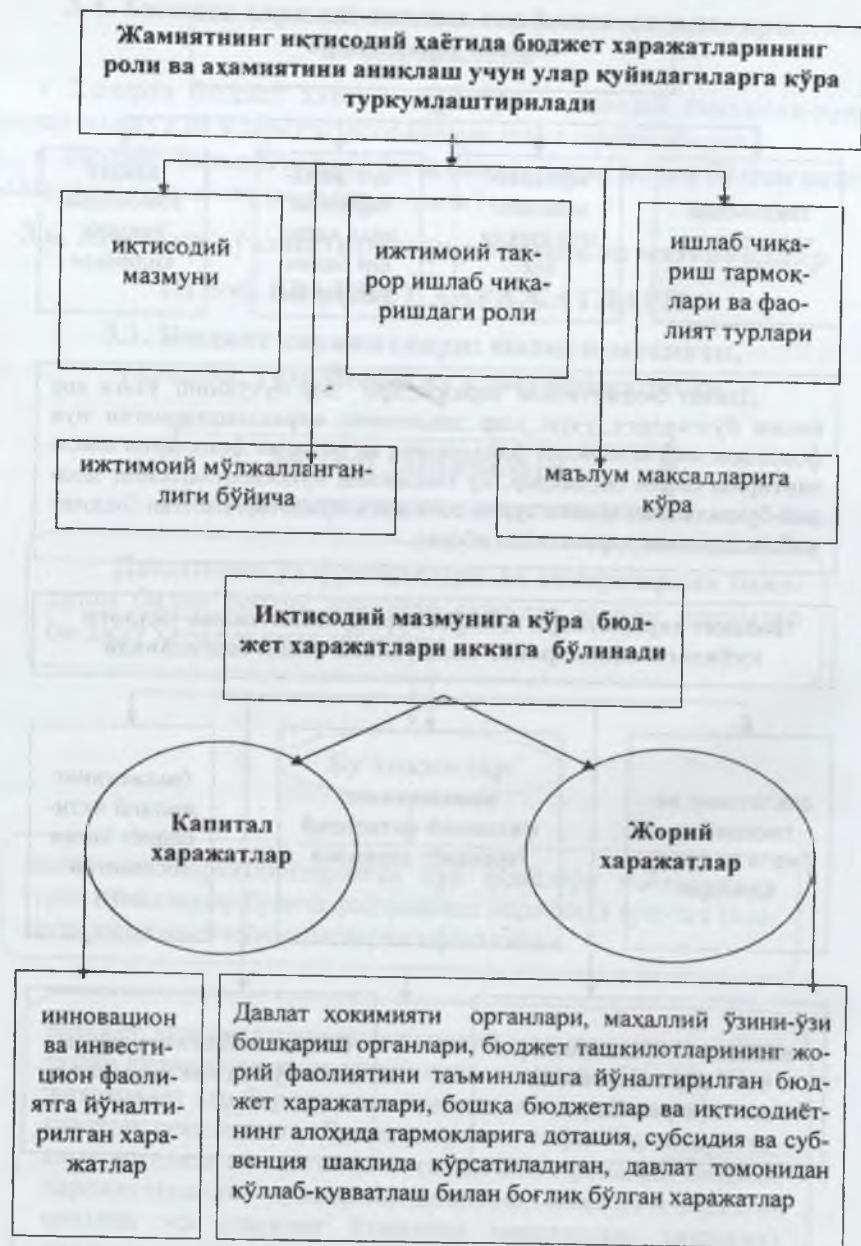 Жамиятнинг иқтисодий ҳаётида бюджет харажатларининг
роли ва аҳамиятини аниқлаш учун улар қуйидагиларга кўра
туркумлаштирилади
иқтисодий
мазмуни
ижтимоий так-
рор ишлаб чиқа-
ришдаги роли
ишлаб чиқа-
риш тармоқ-
лари ва фао-
лият турлари
ижтимоий мўлжалланган-
лиги бўйича
маълум мақсадларига
кўра
Иқтисодий мазмунига кўра бюд-
жет харажатлари иккига бўлинади
Капитал
харажатлар
Жорий
харажатлар
инновацион
ва инвести-
цион фаоли-
ятга йўналти-
рилган хара-
жатлар
Давлат ҳокимияти органлари, маҳаллий ўзини-ўзи
бошқариш органлари, бюджет ташкилотларининг жо-
рий фаолиятини таъминлашга йўналтирилган бюд-
жет харажатлари, бошқа бюджетлар ва иқтисодиёт-
нинг алоҳида тармоқларига дотация, субсидия ва суб-
венция шаклида кўрсатиладиган, давлат томонидан
қўллаб-қувватлаш билан боғлиқ бўлган харажатлар